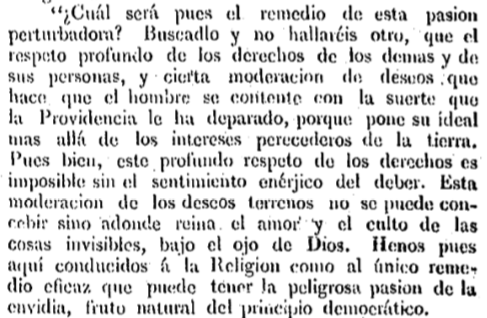 “¿Cuál será pues el remedio de esta pasion
perturbadora? Buscadlo y no hallaréis otro, que el
respeto profundo de los derechos de los demas y de
sus personas, y cierta moderacion de deseos que
hace que el hombre se contente con la suerte que
la Providencia le ha deparado, porque pone su ideal
mas allá de los intereses perecederos de la tierra.
Pues bien, este profundo respeto de los derechos es
imposible sin el sentimiento enérjico del deber. Esta
moderacion de los deseos terrenos no se puede con-
cebir sino adonde reina el amor y el culto de las
cosas invisibles, bajo el ojo de Dios. Henos pues
aquí conducidos á la Religion como al único reme-
dio eficaz que puede tener la peligrosa pasion de la
envidia, fruto natural del principio democrático.